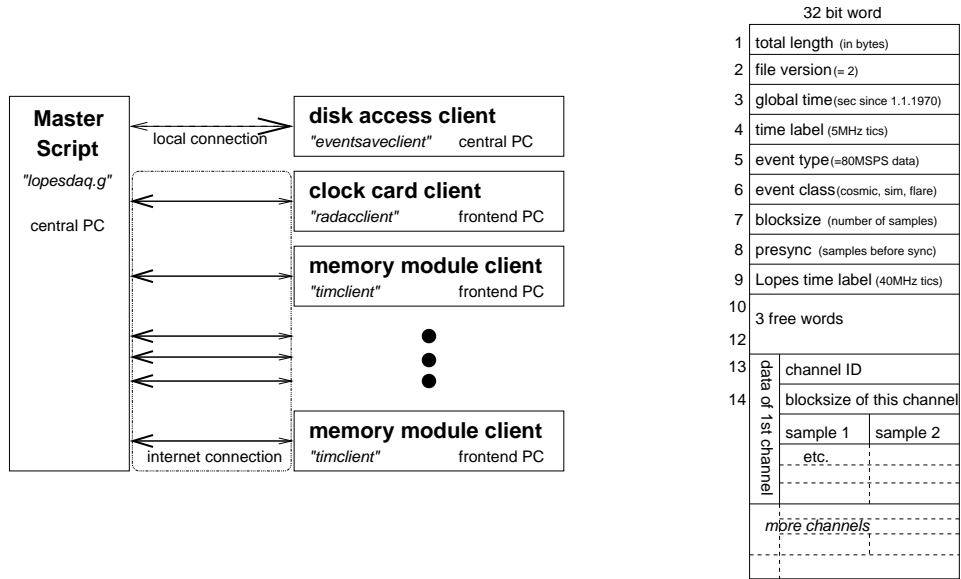 Master
Script
"lopesdaq.g"
central PC
local connection
disk access client
"eventsaveclient" central PC
clock card client
"radacclient" frontend PC
memory module client
"timclient" frontend PC
memory module client
"timclient" frontend PC
internet connection
32 bit word
1 total length (in bytes)
2 file version (= 2)
3 global time (sec since 1.1.1970)
4 time label (5MHz tics)
5 event type (=80MSPS data)
6 event class (cosmic, sim, flare)
7 blocksize (number of samples)
8 presync (samples before sync)
9 Lopes time label (40MHz tics)
10
3 free words
12
13 channel ID
14 blocksize of this channel
data of 1st channel
sample 1 sample 2
etc.
more channels